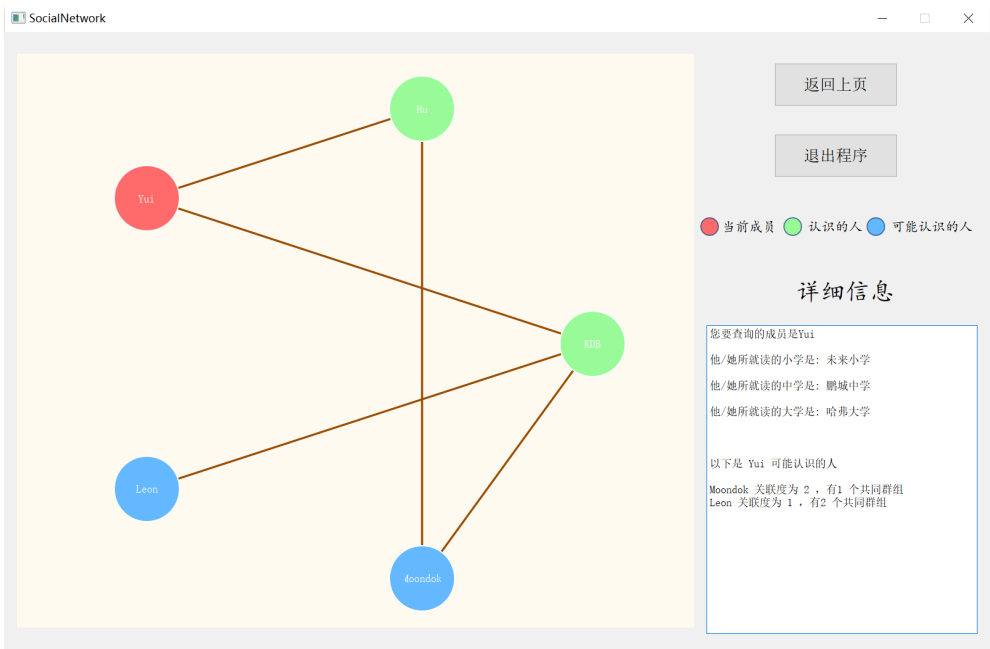 SocialNetwork
返回上页
退出程序
当前成员
认识的人
可能认识的人
详细信息
Hu
Yui
KDB
Leon
Moondok
您要查询的成员是Yui
他/她所就读的小学是: 未来小学
他/她所就读的中学是: 鹏城中学
他/她所就读的大学是: 哈弗大学
以下是 Yui 可能认识的人
Moondok 关联度为 2 , 有1 个共同群组
Leon 关联度为 1 , 有2 个共同群组